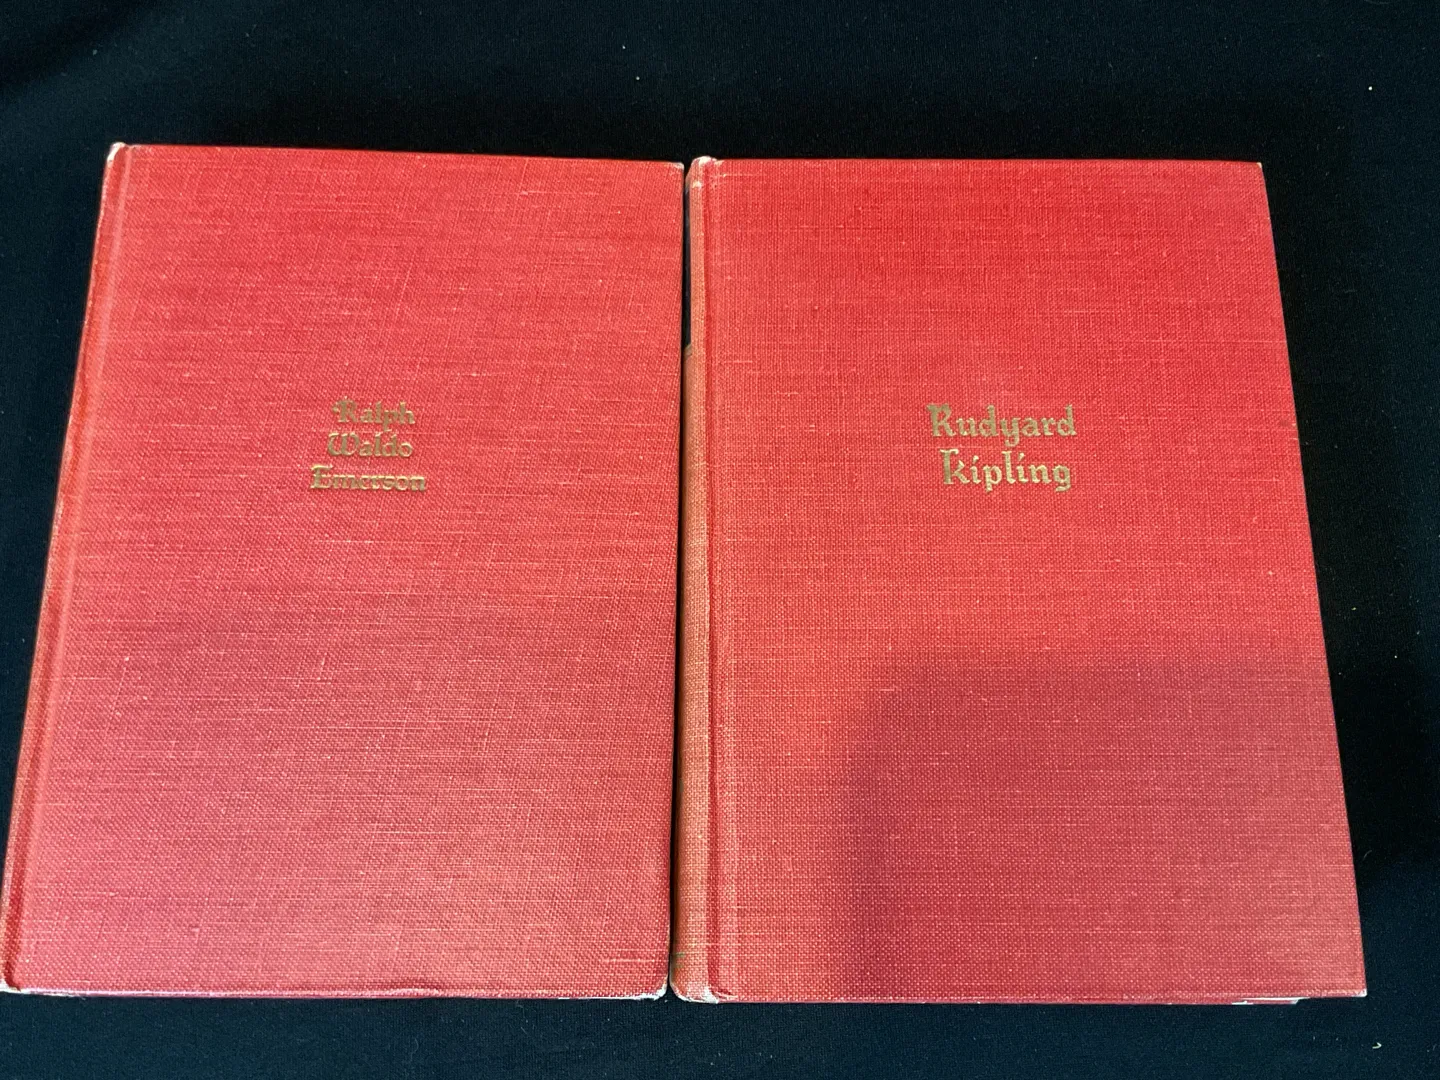 Ralph
Waldo
Emerson
Rudyard
Kipling